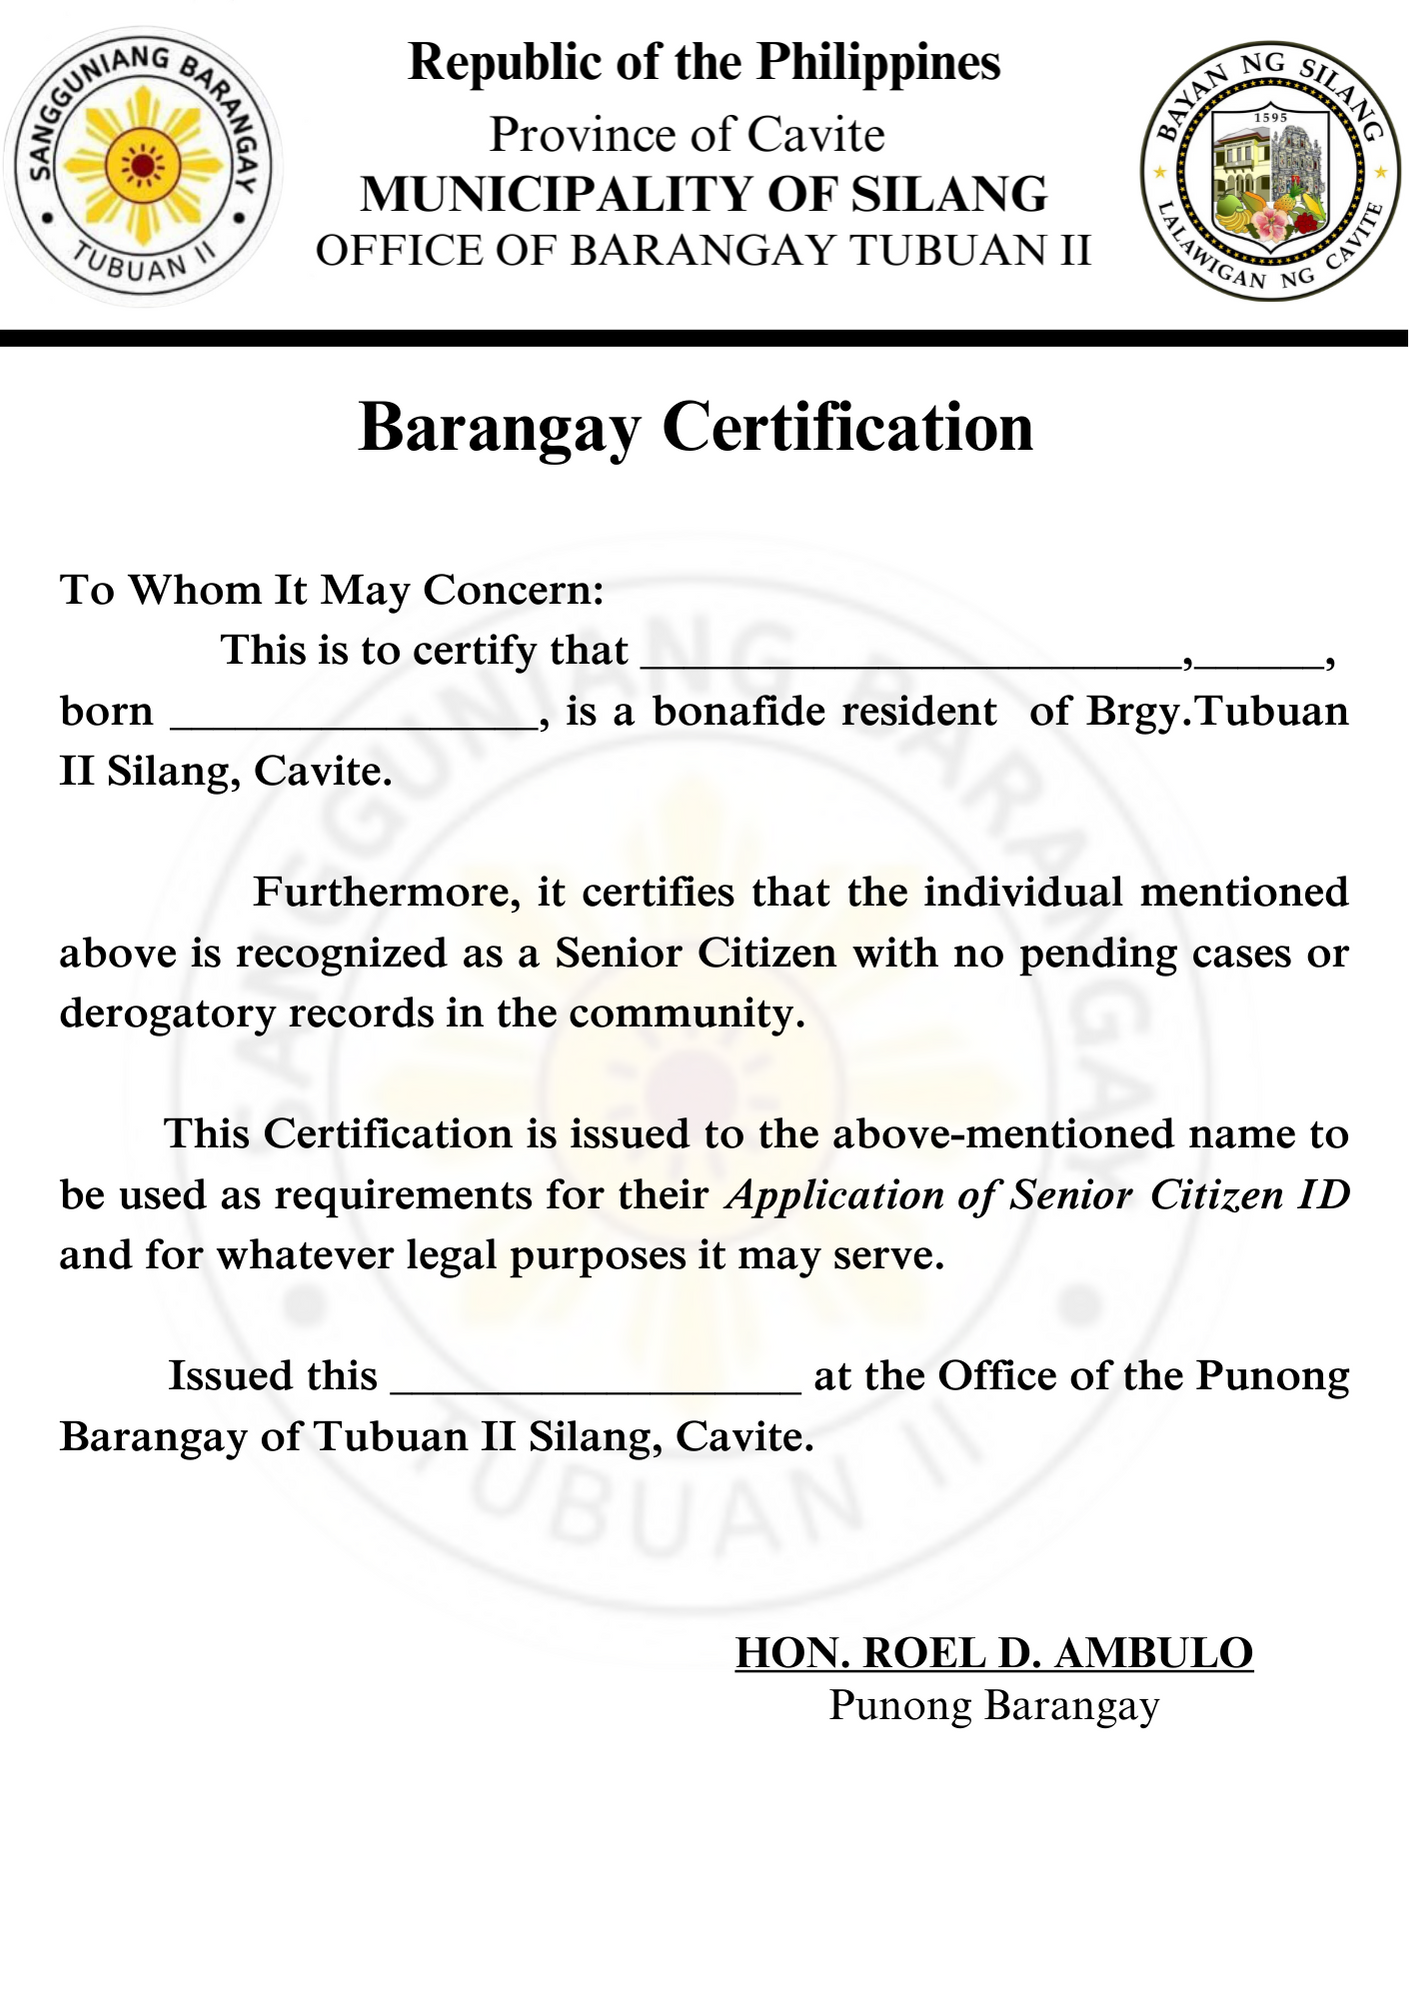 SANGGUNIANG BARANGAY
TUBUAN II
Republic of the Philippines
Province of Cavite
MUNICIPALITY OF SILANG
OFFICE OF BARANGAY TUBUAN II
BAYAN NG SILANG
1595
LALAWIGAN NG CAVITE
Barangay Certification
To Whom It May Concern:
This is to certify that _________________________,______,
born _________________, is a bonafide resident of Brgy.Tubuan
II Silang, Cavite.
Furthermore, it certifies that the individual mentioned
above is recognized as a Senior Citizen with no pending cases or
derogatory records in the community.
This Certification is issued to the above-mentioned name to
be used as requirements for their Application of Senior Citizen ID
and for whatever legal purposes it may serve.
Issued this ___________________ at the Office of the Punong
Barangay of Tubuan II Silang, Cavite.
SANGGUNIANG BARANGAY
TUBUAN II
HON. ROEL D. AMBULO
Punong Barangay